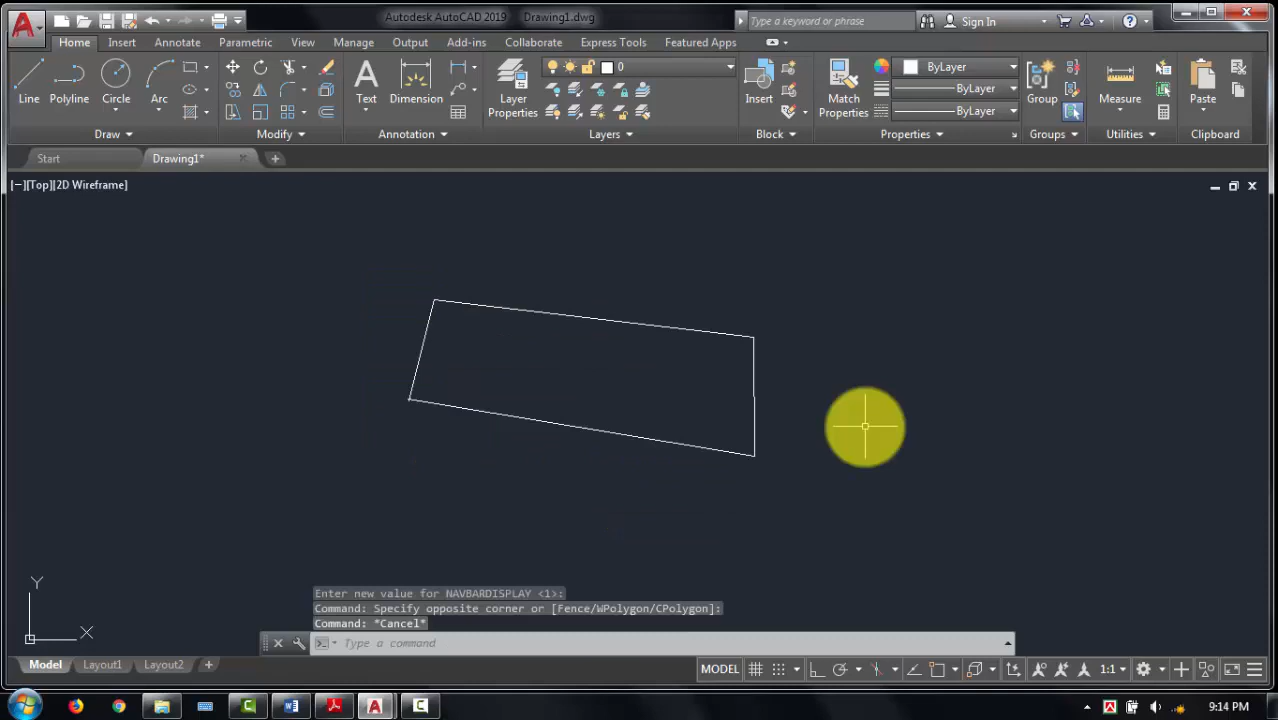 Autodesk AutoCAD 2019 Drawing1.dwg
Type a keyword or phrase
Sign In
Home Insert Annotate Parametric View Manage Output Add-ins Collaborate Express Tools Featured Apps
0
ByLayer
ByLayer
ByLayer
Line Polyline Circle Arc
Text Dimension
Layer
Properties
Insert
Match
Properties
Group
Measure
Paste
Draw Modify Annotation Layers Block Properties Groups Utilities Clipboard
Start Drawing1*
[−][Top][2D Wireframe]
Y
X
Enter new value for NAVBARDISPLAY <1>:
Command: Specify opposite corner or [Fence/WPolygon/CPolygon]:
Command: *Cancel*
Type a command
Model Layout1 Layout2
MODEL
1:1
9:14 PM